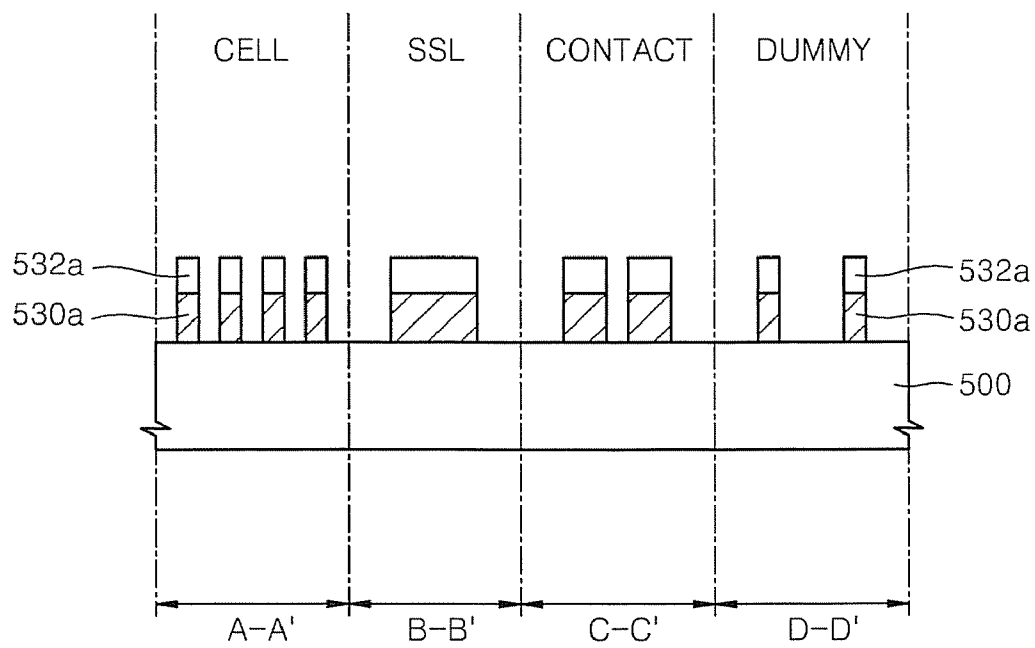 CELL SSL CONTACT DUMMY
532a 532a
530a 530a
500
A-A' B-B' C-C' D-D'